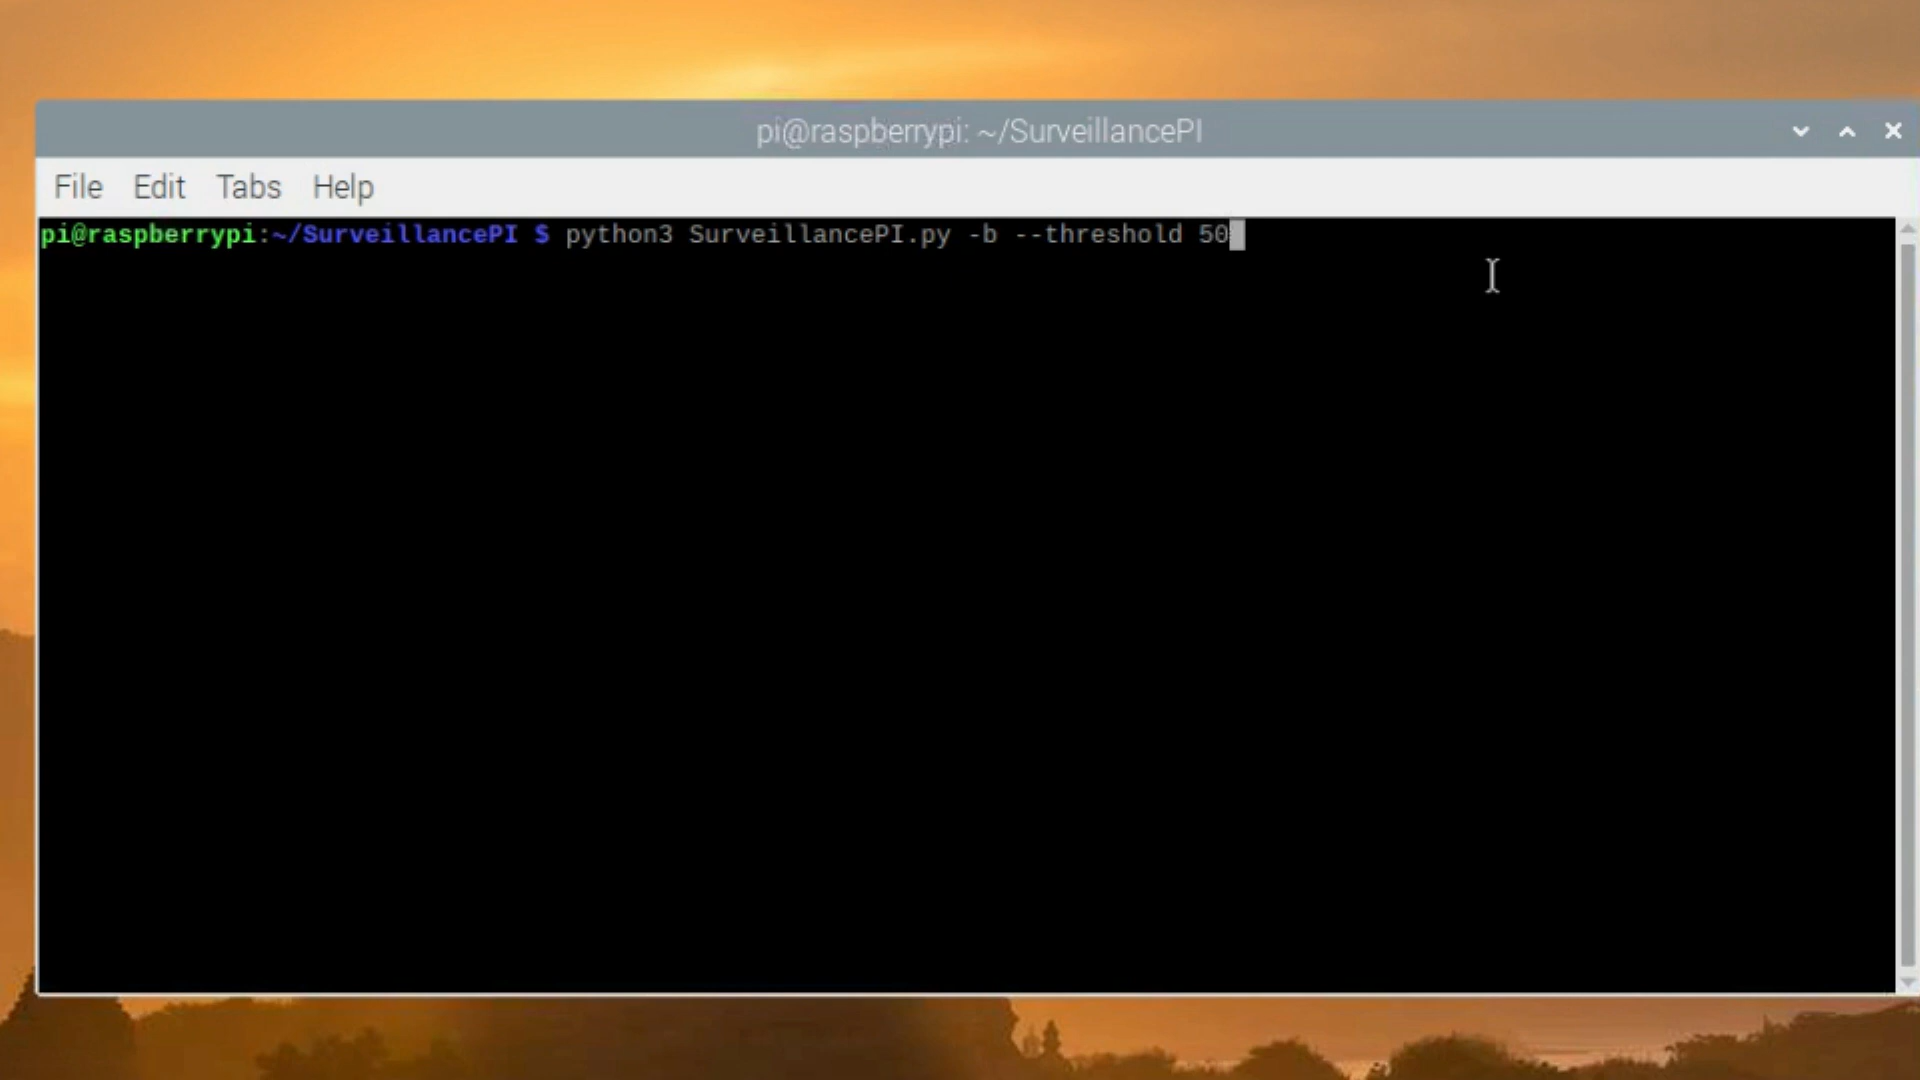 pi@raspberrypi: ~/SurveillancePI
File Edit Tabs Help
pi@raspberrypi:~/SurveillancePI $ python3 SurveillancePI.py -b --threshold 50